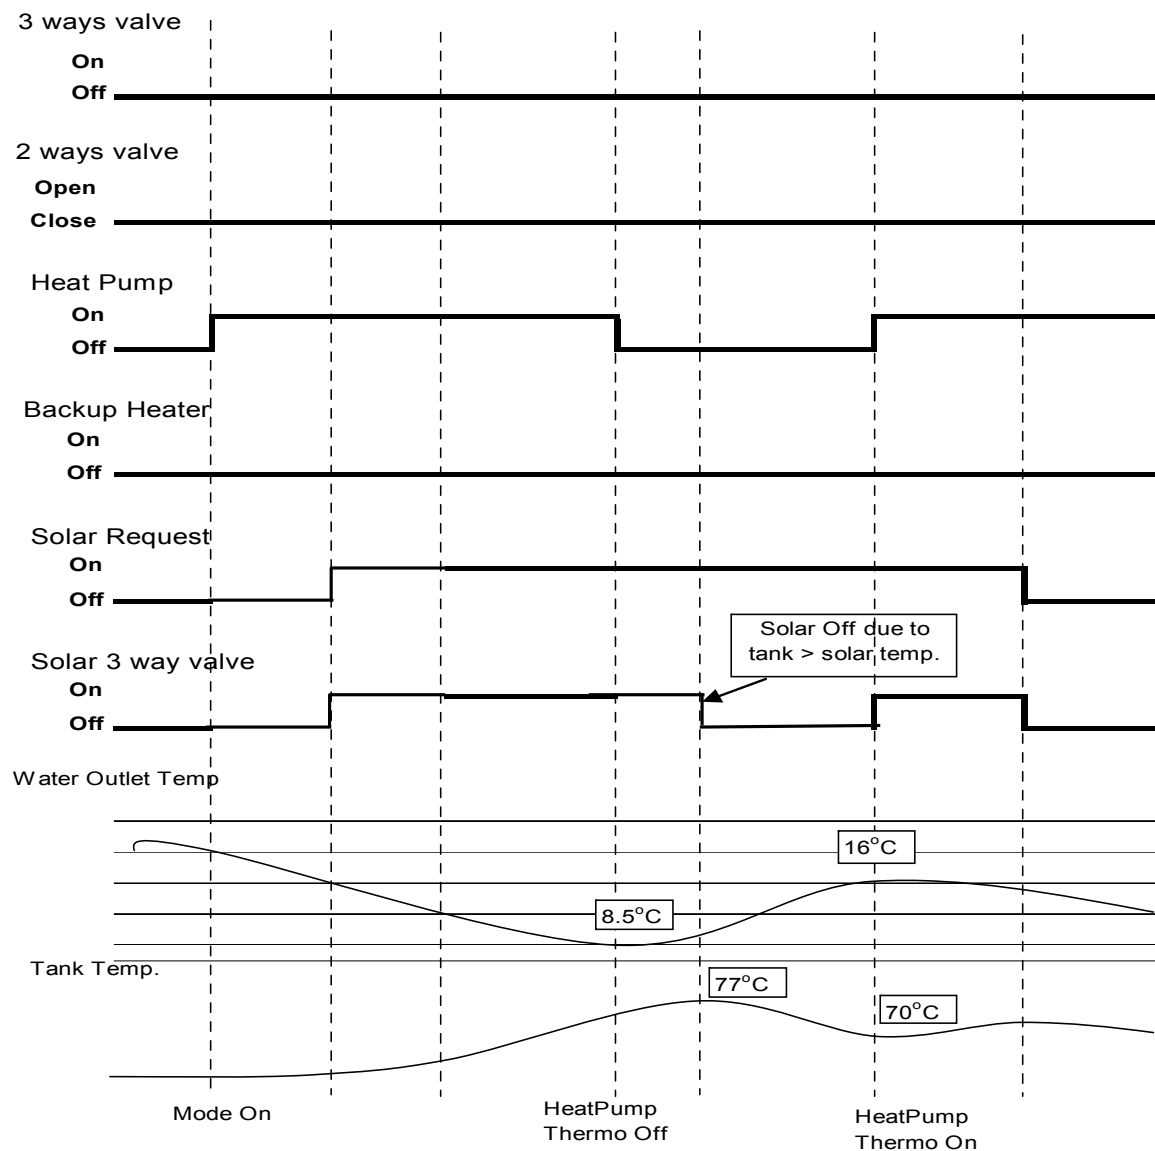 3 ways valve
On
Off
2 ways valve
Open
Close
Heat Pump
On
Off
Backup Heater
On
Off
Solar Request
On
Off
Solar Off due to
tank > solar temp.
Solar 3 way valve
On
Off
Water Outlet Temp
16°C
8.5°C
Tank Temp.
77°C
70°C
Mode On
HeatPump
Thermo Off
HeatPump
Thermo On